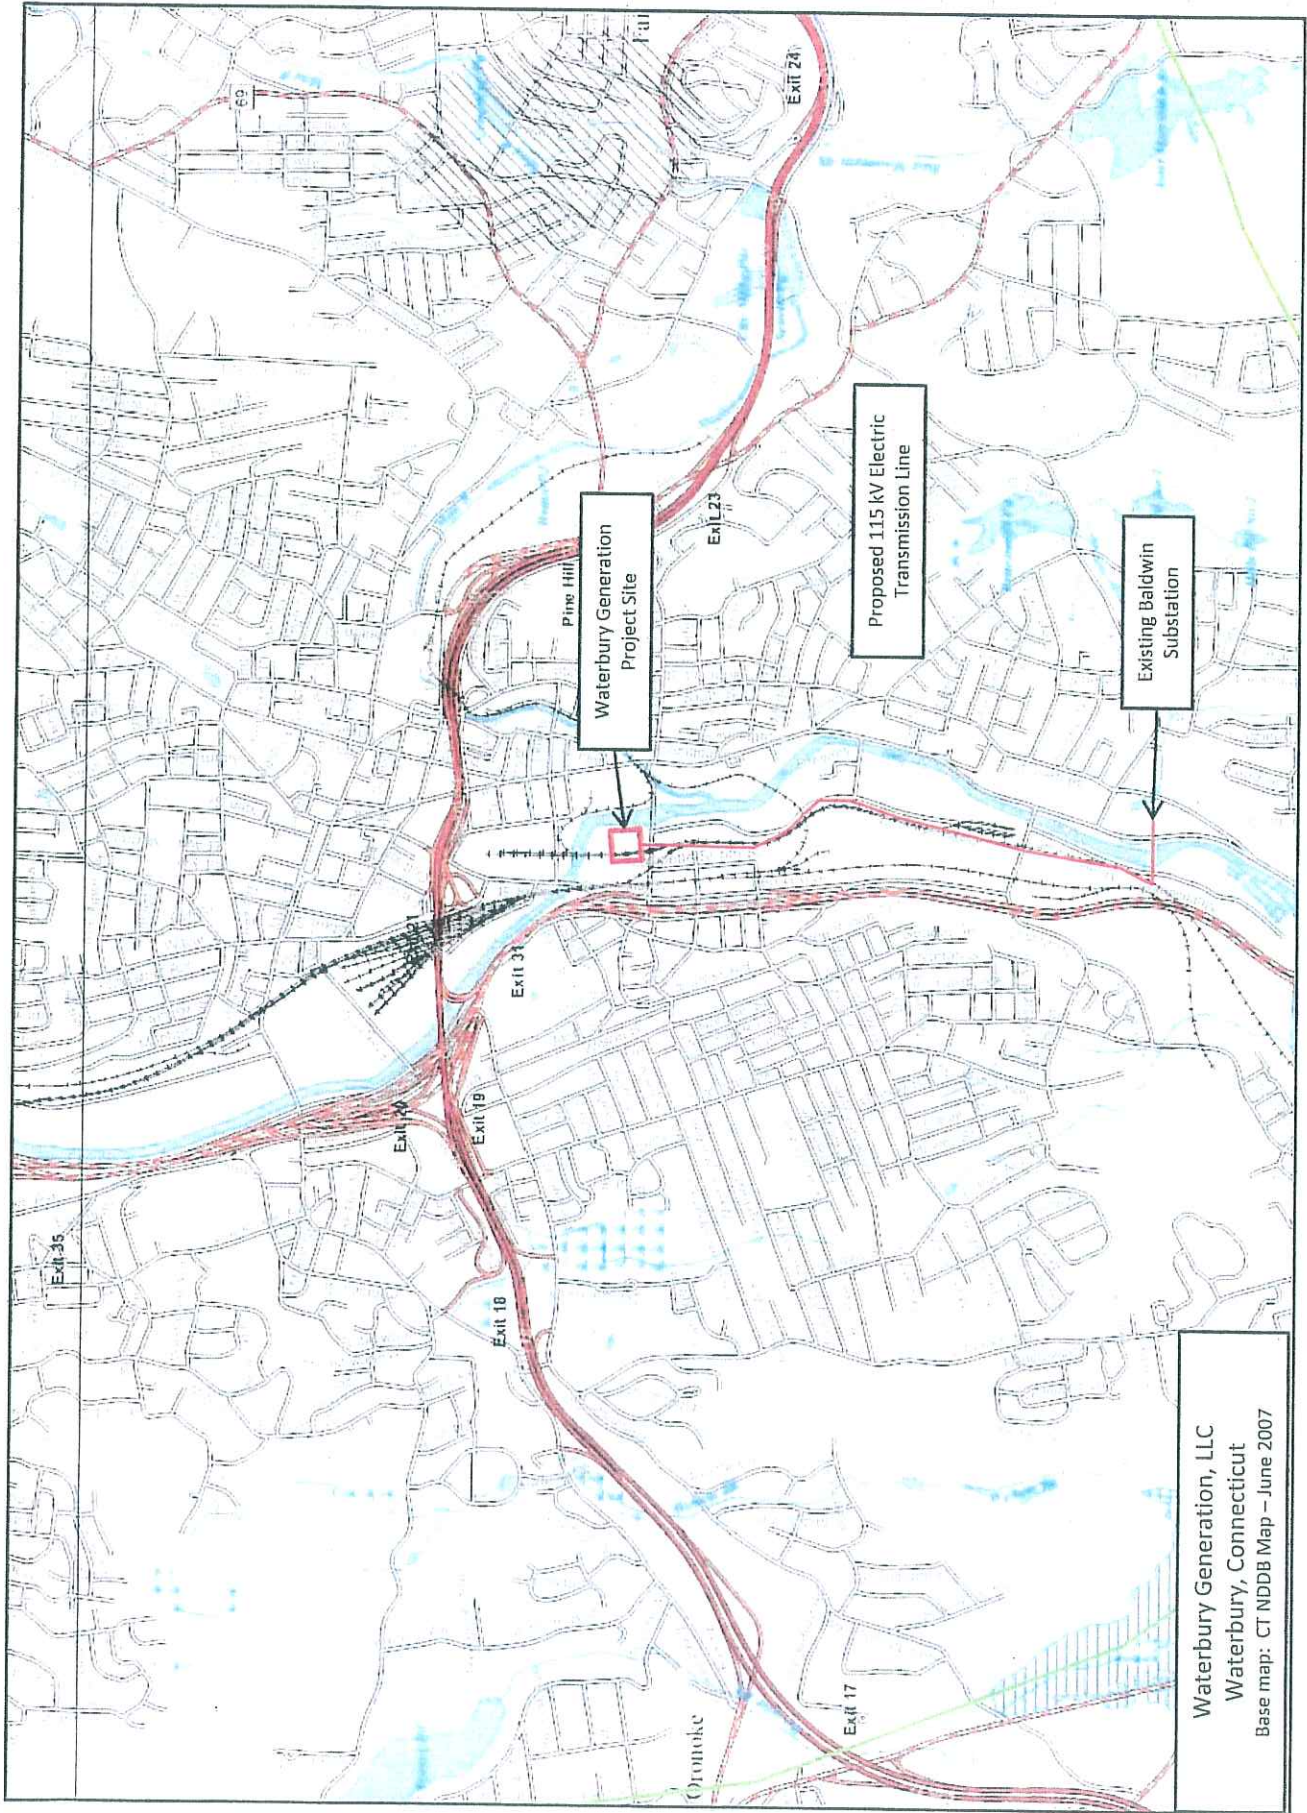 Exit 35
Exit 20
Exit 19
Exit 18
Exit 17
Oronoke
Exit 31
69
Exit 24
Pine Hill
Exit 23
Waterbury Generation
Project Site
Proposed 115 kV Electric
Transmission Line
Existing Baldwin
Substation
Waterbury Generation, LLC
Waterbury, Connecticut
Base map: CT NDDB Map – June 2007